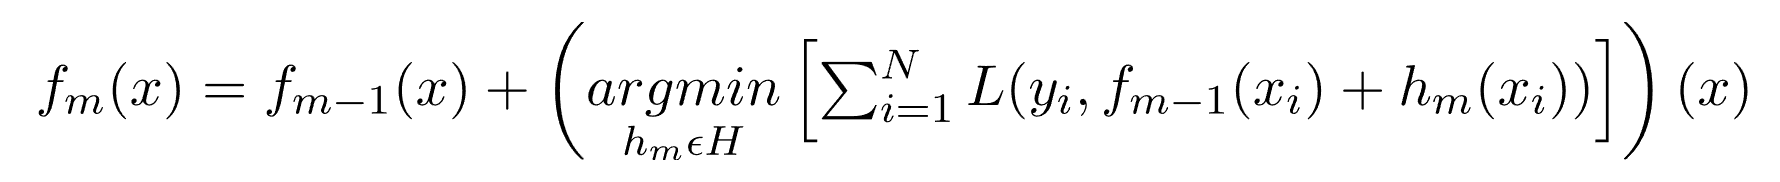 $f_m(x) = f_{m-1}(x) + \left( \underset{h_m \epsilon H}{argmin} \left[ \sum_{i=1}^{N} L(y_i, f_{m-1}(x_i) + h_m(x_i)) \right] \right) (x)$